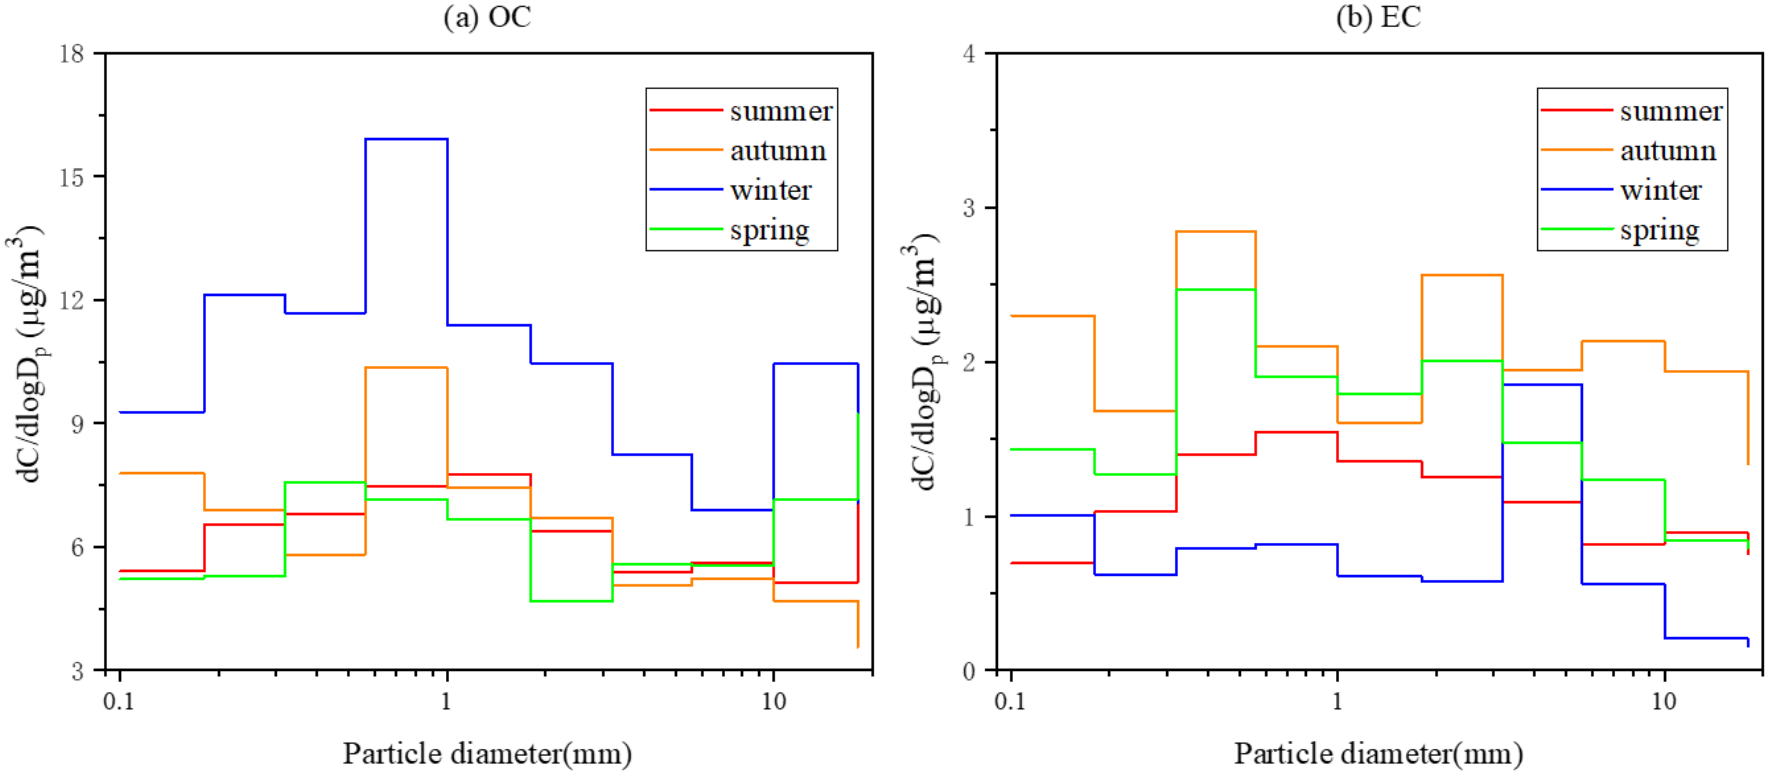 (a) OC
18
15
12
9
6
3
0.1
1
10
dC/dlogDp (μg/m3)
Particle diameter(mm)
summer
autumn
winter
spring
(b) EC
4
3
2
1
0
0.1
1
10
dC/dlogDp (μg/m3)
Particle diameter(mm)
summer
autumn
winter
spring